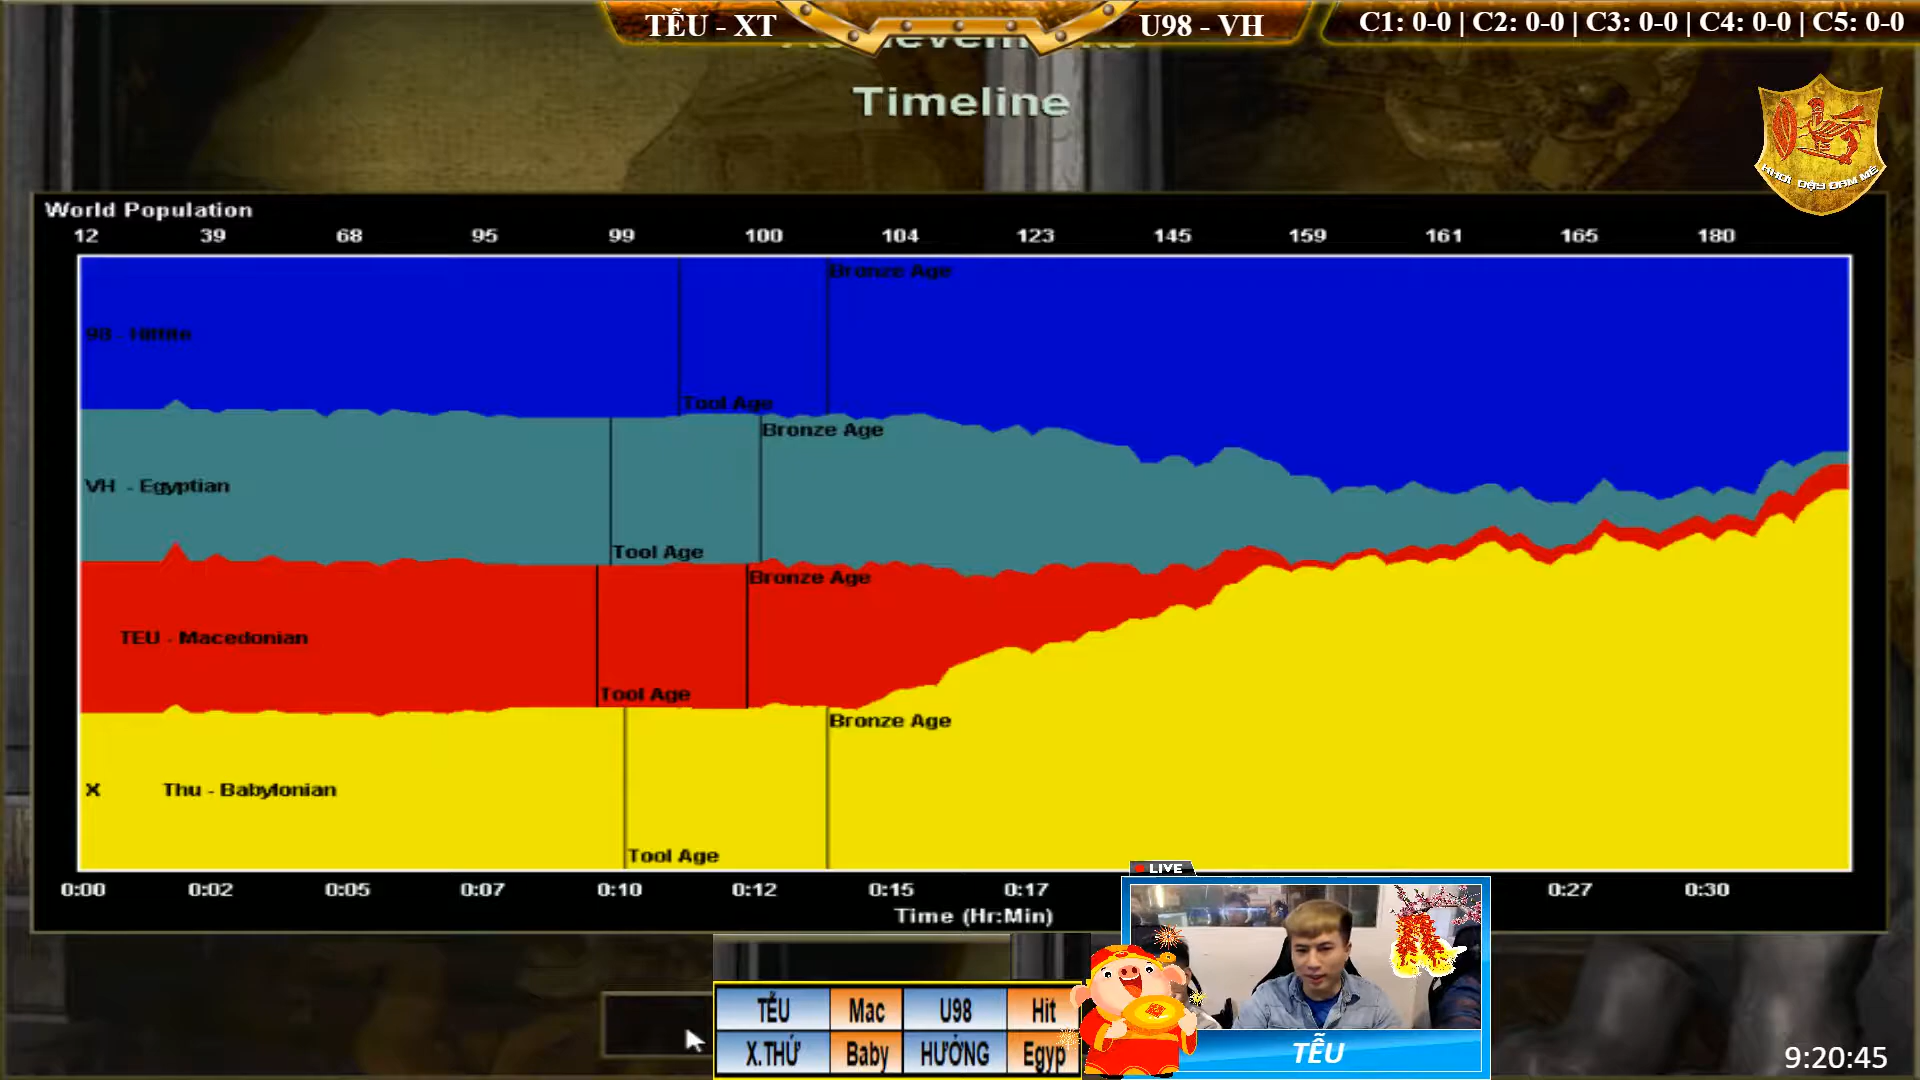 TỄU - XT
U98 - VH
C1: 0-0 | C2: 0-0 | C3: 0-0 | C4: 0-0 | C5: 0-0
Achievements
Timeline
KHƠI DẬY ĐAM MÊ
World Population
12 39 68 95 99 100 104 123 145 159 161 165 180
Bronze Age
98 - Hittite
Tool Age
Bronze Age
VH - Egyptian
Tool Age
Bronze Age
TEU - Macedonian
Tool Age
Bronze Age
X Thu - Babylonian
Tool Age
0:00 0:02 0:05 0:07 0:10 0:12 0:15 0:17 0:27 0:30
Time (Hr:Min)
LIVE
TỄU Mac U98 Hit
X.THỨ Baby HƯỞNG Egyp
TỄU
9:20:45